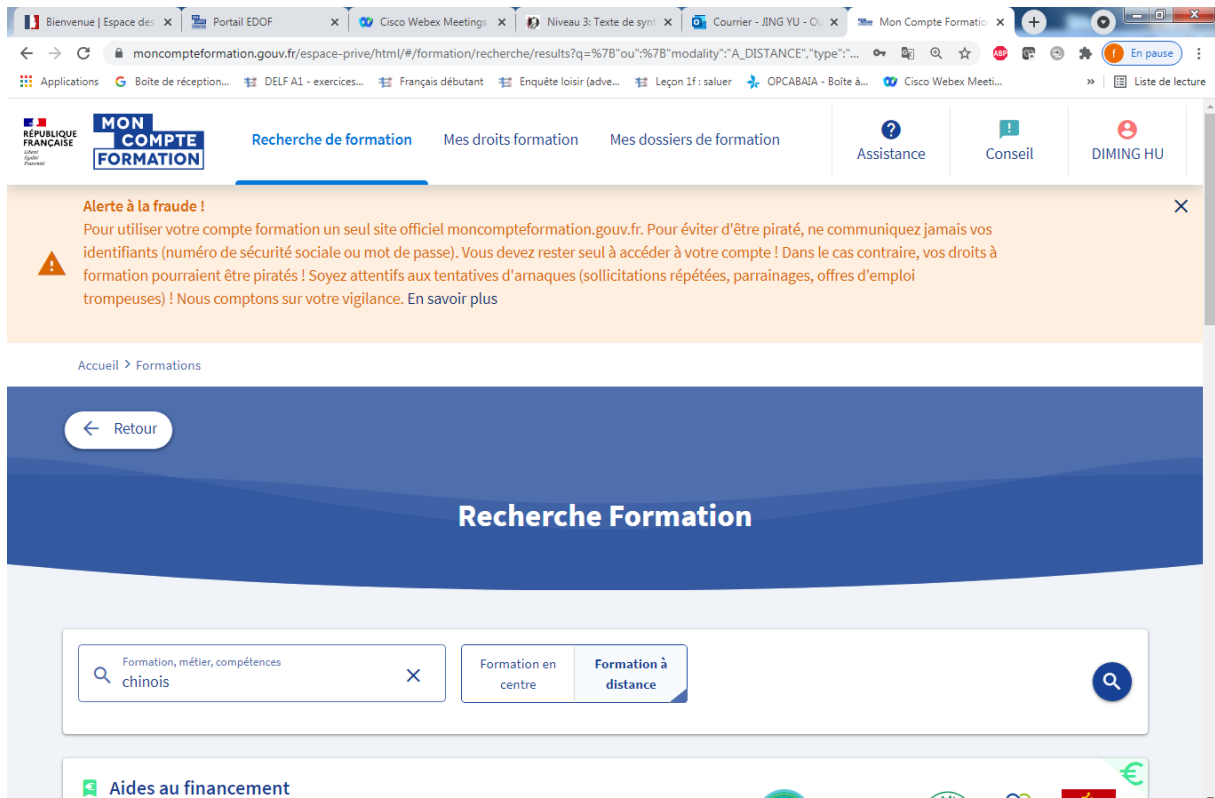 Bienvenue | Espace des
Portail EDOF
Cisco Webex Meetings
Niveau 3: Texte de synt
Courrier - JING YU - Ou
Mon Compte Formatio
moncompteformation.gouv.fr/espace-prive/html/#/formation/recherche/results?q=%7B"ou":%7B"modality":"A_DISTANCE","type":"...
ABP
f En pause
Applications
G Boîte de réception...
DELF A1 - exercices...
Français débutant
Enquête loisir (adve...
Leçon 1f : saluer
OPCABAIA - Boîte à...
Cisco Webex Meeti...
»
Liste de lecture
RÉPUBLIQUE
FRANÇAISE
Liberté
Égalité
Fraternité
MON
COMPTE
FORMATION
Recherche de formation
Mes droits formation
Mes dossiers de formation
Assistance
Conseil
DIMING HU
Alerte à la fraude !
Pour utiliser votre compte formation un seul site officiel moncompteformation.gouv.fr. Pour éviter d'être piraté, ne communiquez jamais vos
identifiants (numéro de sécurité sociale ou mot de passe). Vous devez rester seul à accéder à votre compte ! Dans le cas contraire, vos droits à
formation pourraient être piratés ! Soyez attentifs aux tentatives d'arnaques (sollicitations répétées, parrainages, offres d'emploi
trompeuses) ! Nous comptons sur votre vigilance. En savoir plus
Accueil > Formations
Retour
Recherche Formation
Formation, métier, compétences
chinois
Formation en
centre
Formation à
distance
Aides au financement